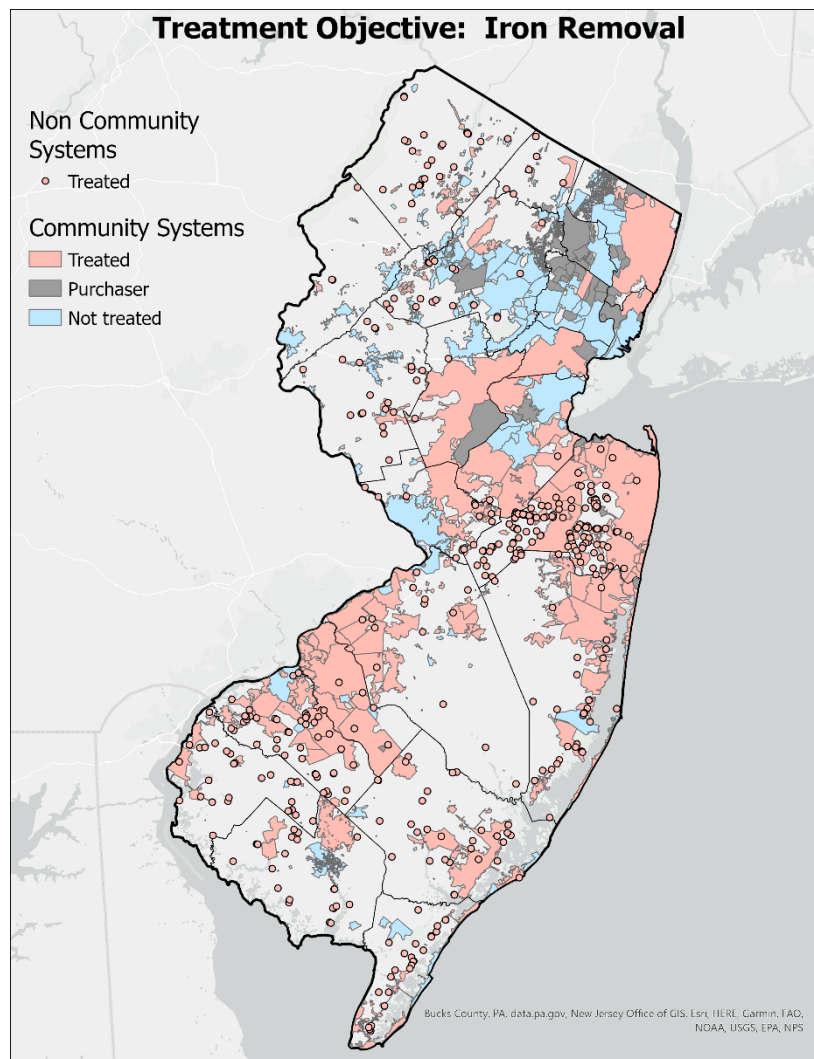 Treatment Objective:  Iron Removal
Non Community
Systems
Treated
Community Systems
Treated
Purchaser
Not treated
Bucks County, PA, data.pa.gov, New Jersey Office of GIS, Esri, HERE, Garmin, FAO,
NOAA, USGS, EPA, NPS